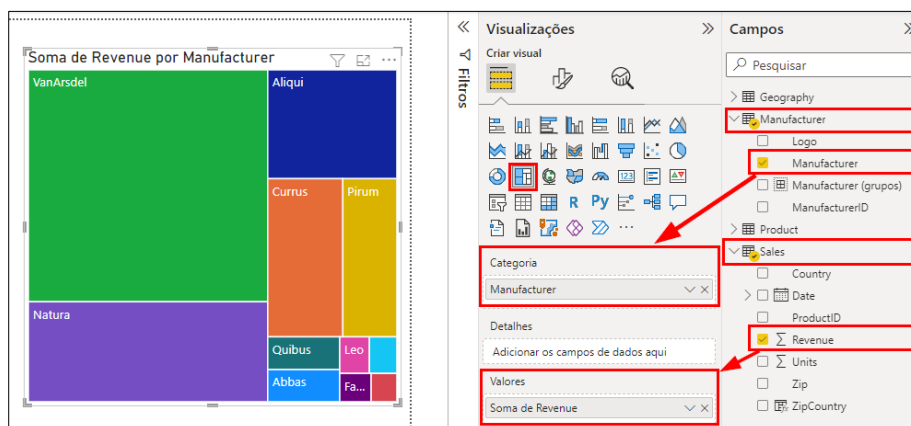 Soma de Revenue por Manufacturer
VanArsdel
Aliqui
Currus
Pirum
Natura
Quibus
Leo
Abbas
Fa...
Filtros
Visualizações
Criar visual
123
R
Py
Categoria
Manufacturer
Detalhes
Adicionar os campos de dados aqui
Valores
Soma de Revenue
Campos
Pesquisar
Geography
Manufacturer
Logo
Manufacturer
Manufacturer (grupos)
ManufacturerID
Product
Sales
Country
Date
ProductID
Revenue
Units
Zip
ZipCountry